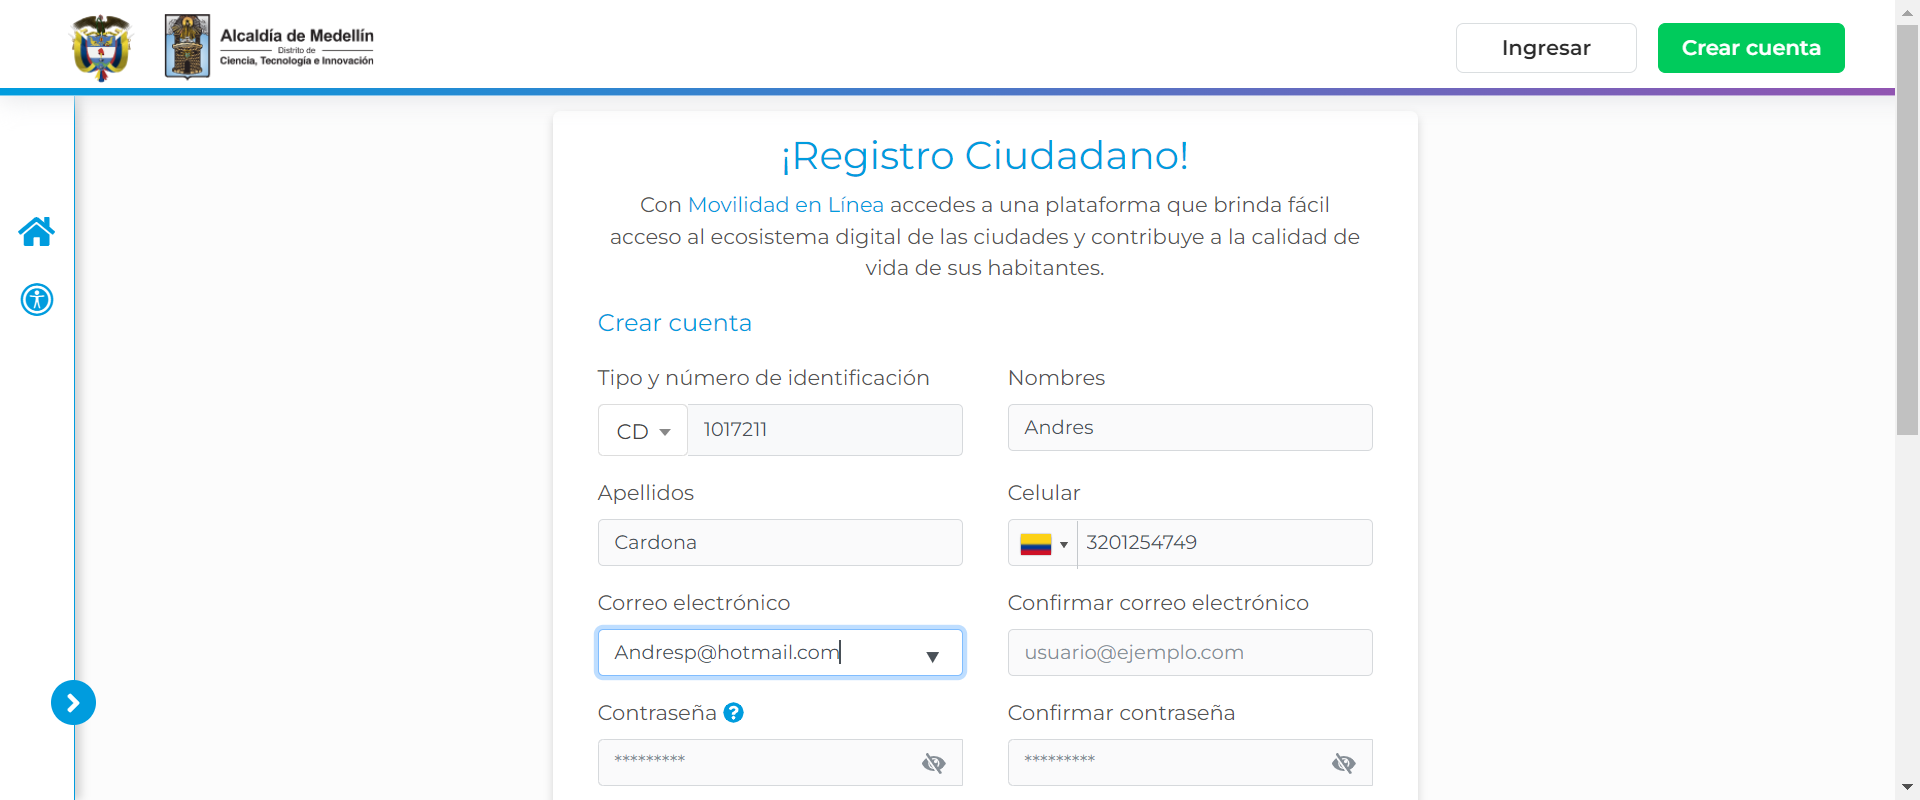 Alcaldía de Medellín
Distrito de
Ciencia, Tecnología e Innovación
Ingresar
Crear cuenta
¡Registro Ciudadano!
Con Movilidad en Línea accedes a una plataforma que brinda fácil
acceso al ecosistema digital de las ciudades y contribuye a la calidad de
vida de sus habitantes.
Crear cuenta
Tipo y número de identificación
CD 1017211
Nombres
Andres
Apellidos
Cardona
Celular
3201254749
Correo electrónico
Andresp@hotmail.com
Confirmar correo electrónico
usuario@ejemplo.com
Contraseña ?
*********
Confirmar contraseña
*********